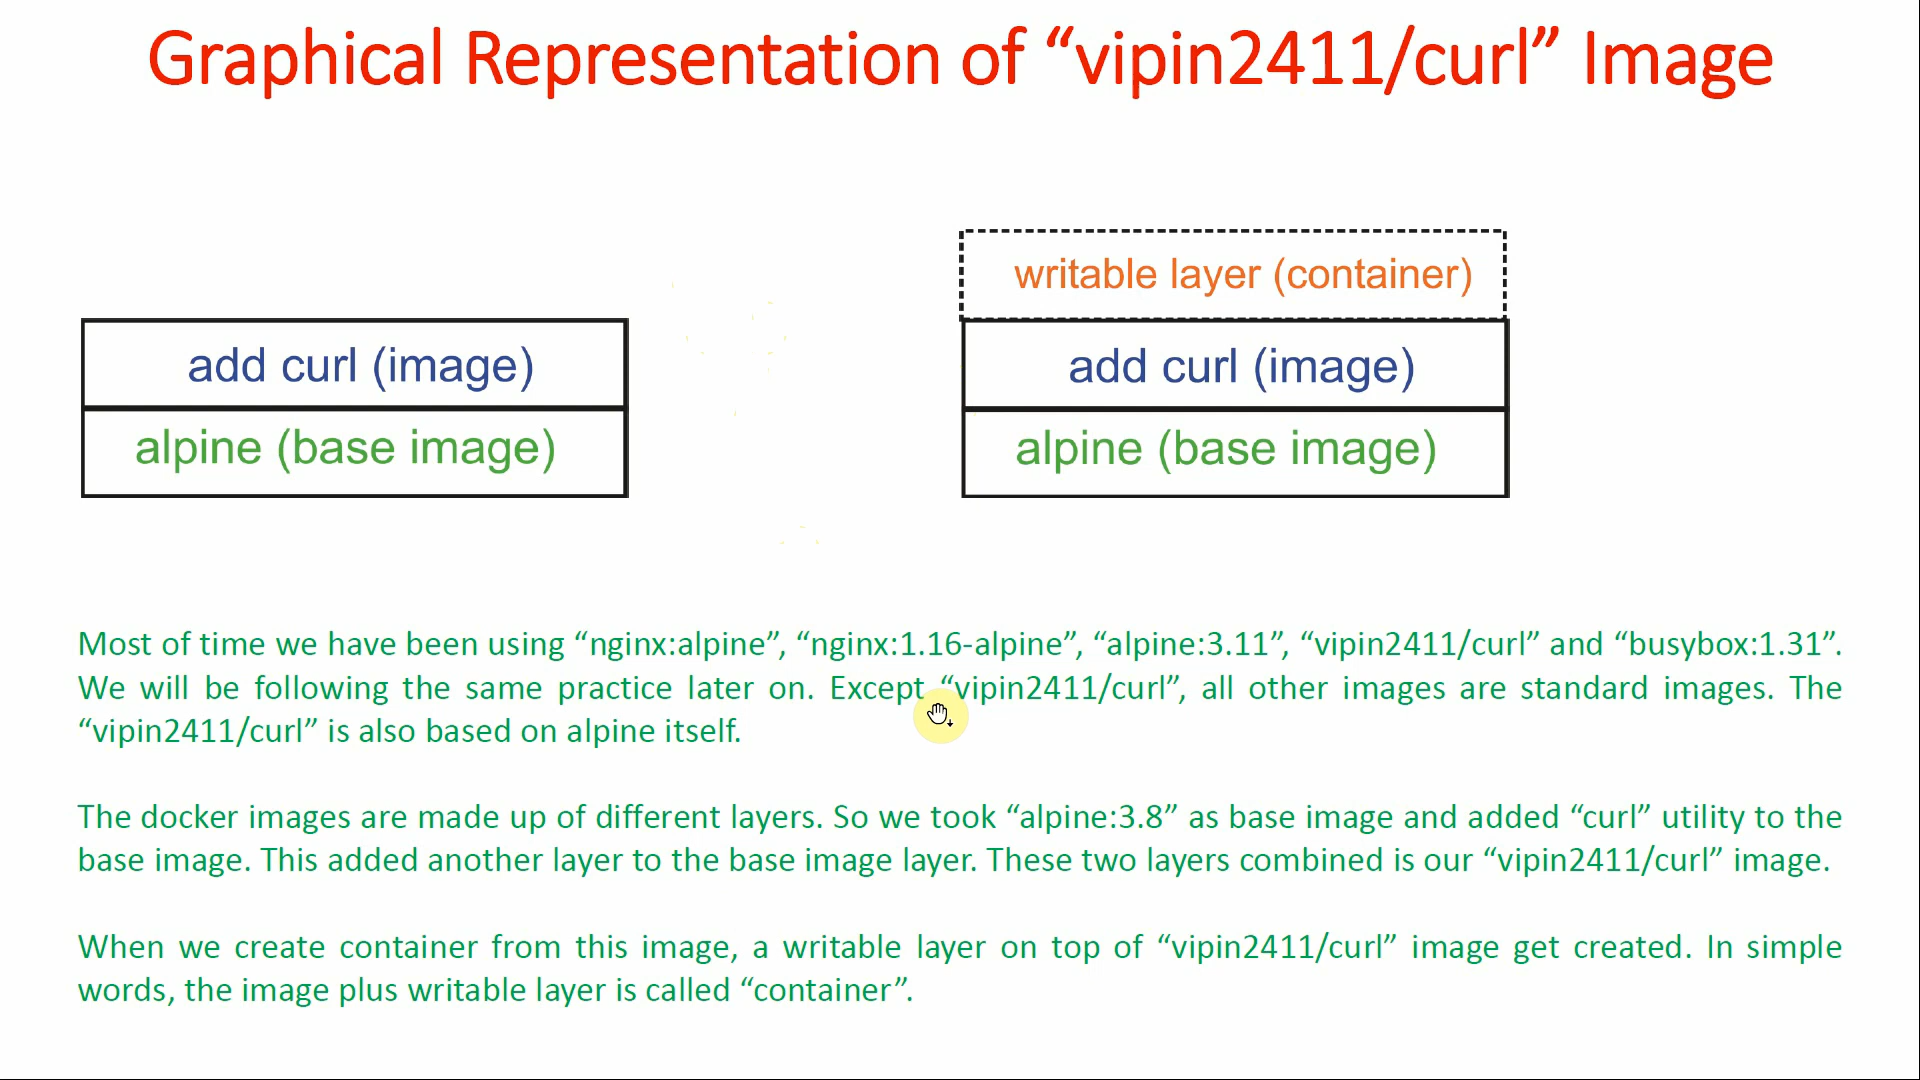 Graphical Representation of “vipin2411/curl” Image
add curl (image)
alpine (base image)
writable layer (container)
add curl (image)
alpine (base image)
Most of time we have been using “nginx:alpine”, “nginx:1.16-alpine”, “alpine:3.11”, “vipin2411/curl” and “busybox:1.31”.
We will be following the same practice later on. Except “vipin2411/curl”, all other images are standard images. The
“vipin2411/curl” is also based on alpine itself.
The docker images are made up of different layers. So we took “alpine:3.8” as base image and added “curl” utility to the
base image. This added another layer to the base image layer. These two layers combined is our “vipin2411/curl” image.
When we create container from this image, a writable layer on top of “vipin2411/curl” image get created. In simple
words, the image plus writable layer is called “container”.